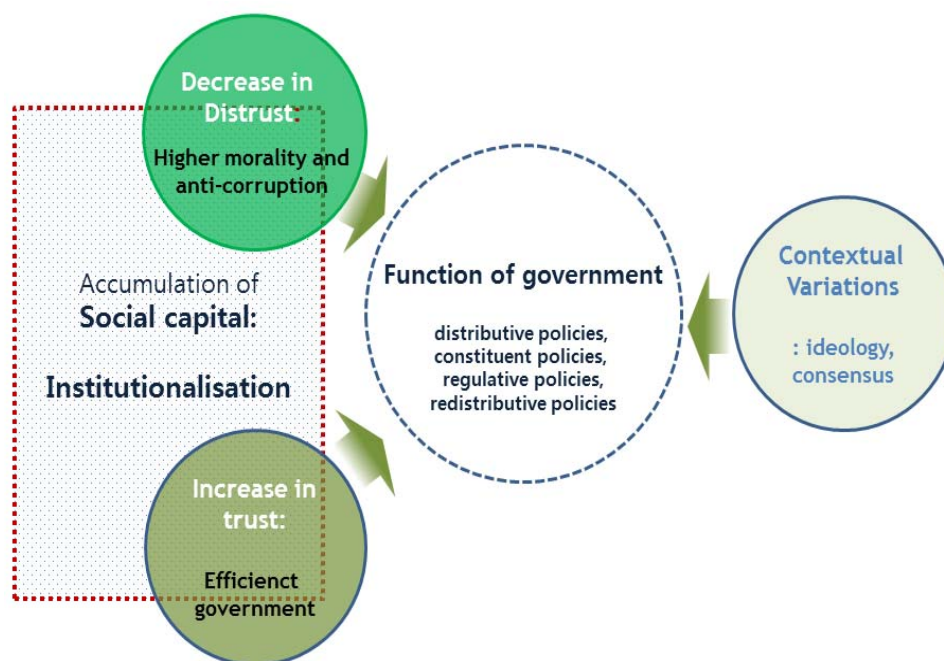 Decrease in
Distrust:
Higher morality and
anti-corruption
Accumulation of
Social capital:
Institutionalisation
Increase in
trust:
Efficienct
government
Function of government
distributive policies,
constituent policies,
regulative policies,
redistributive policies
Contextual
Variations
: ideology,
consensus